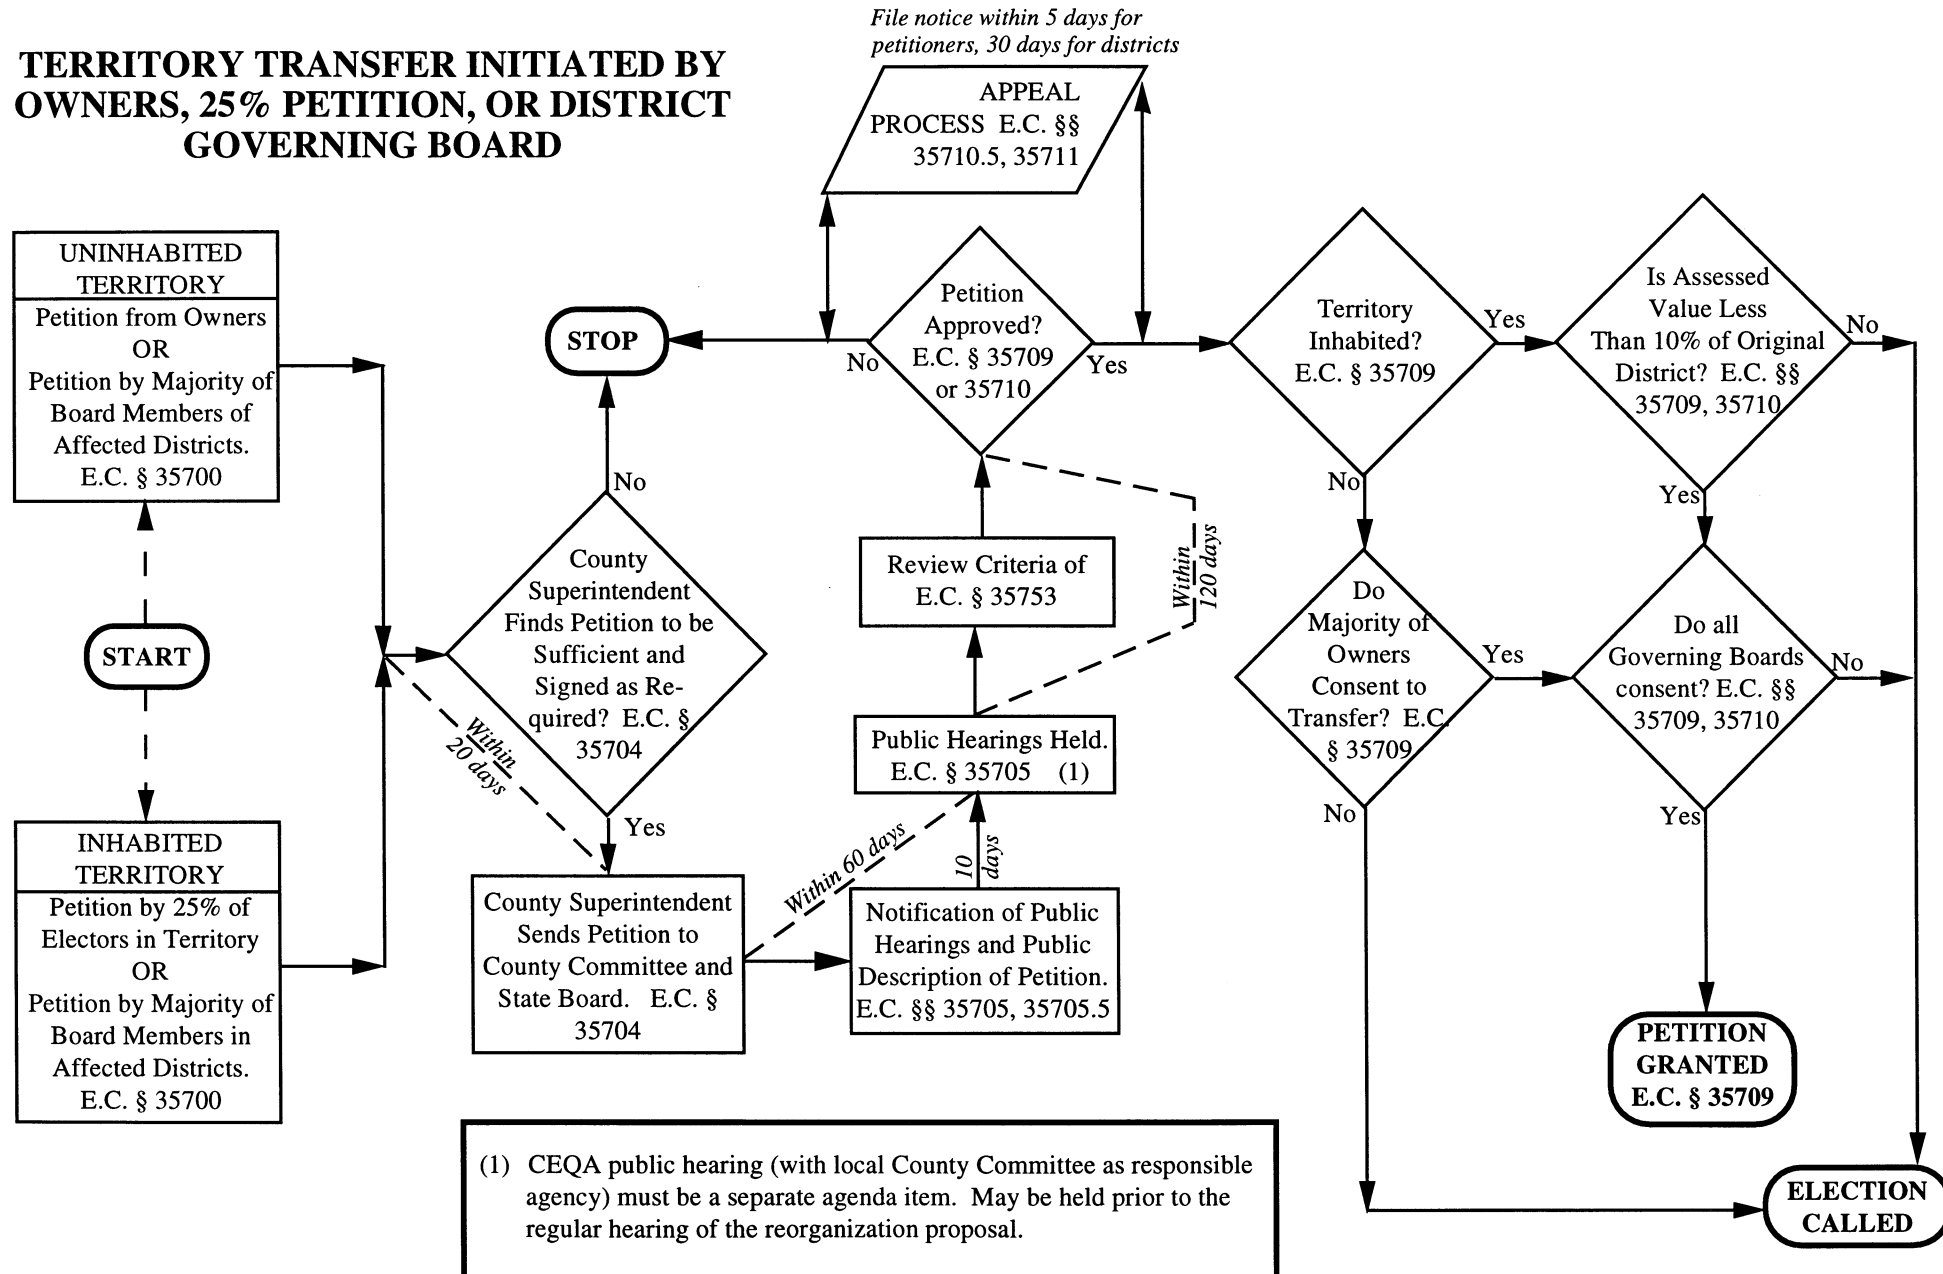 File notice within 5 days for
petitioners, 30 days for districts
TERRITORY TRANSFER INITIATED BY
OWNERS, 25% PETITION, OR DISTRICT
GOVERNING BOARD
APPEAL
PROCESS E.C. §§
35710.5, 35711
UNINHABITED
TERRITORY
Petition from Owners
OR
Petition by Majority of
Board Members of
Affected Districts.
E.C. § 35700
START
INHABITED
TERRITORY
Petition by 25% of
Electors in Territory
OR
Petition by Majority of
Board Members in
Affected Districts.
E.C. § 35700
STOP
No
County
Superintendent
Finds Petition to be
Sufficient and
Signed as Re-
quired? E.C. §
35704
Within
20 days
Yes
County Superintendent
Sends Petition to
County Committee and
State Board. E.C. §
35704
Within 60 days
Notification of Public
Hearings and Public
Description of Petition.
E.C. §§ 35705, 35705.5
10
days
Public Hearings Held.
E.C. § 35705 (1)
Review Criteria of
E.C. § 35753
Within
120 days
Petition
Approved?
E.C. § 35709
or 35710
No
Yes
Territory
Inhabited?
E.C. § 35709
Yes
No
Is Assessed
Value Less
Than 10% of Original
District? E.C. §§
35709, 35710
No
Yes
Do
Majority of
Owners
Consent to
Transfer? E.C.
§ 35709
Yes
No
Do all
Governing Boards
consent? E.C. §§
35709, 35710
No
Yes
PETITION
GRANTED
E.C. § 35709
ELECTION
CALLED
(1) CEQA public hearing (with local County Committee as responsible
agency) must be a separate agenda item. May be held prior to the
regular hearing of the reorganization proposal.